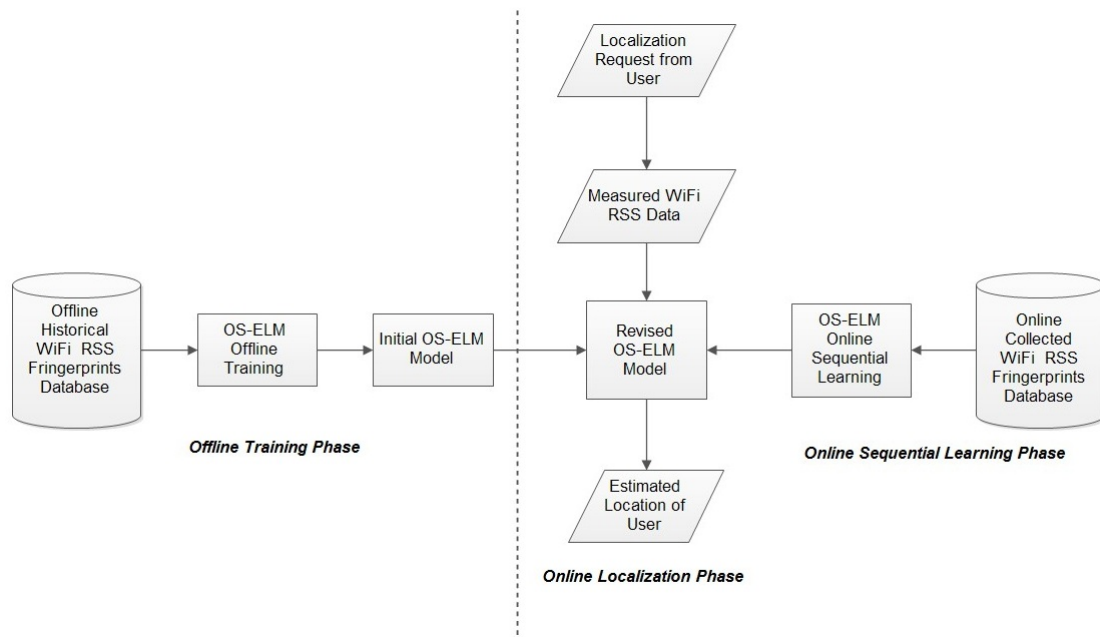 Localization
Request from
User
Measured WiFi
RSS Data
Offline
Historical
WiFi RSS
Fringerprints
Database
OS-ELM
Offline
Training
Initial OS-ELM
Model
Revised
OS-ELM
Model
OS-ELM
Online
Sequential
Learning
Online
Collected
WiFi RSS
Fringerprints
Database
Offline Training Phase
Online Sequential Learning Phase
Estimated
Location of
User
Online Localization Phase